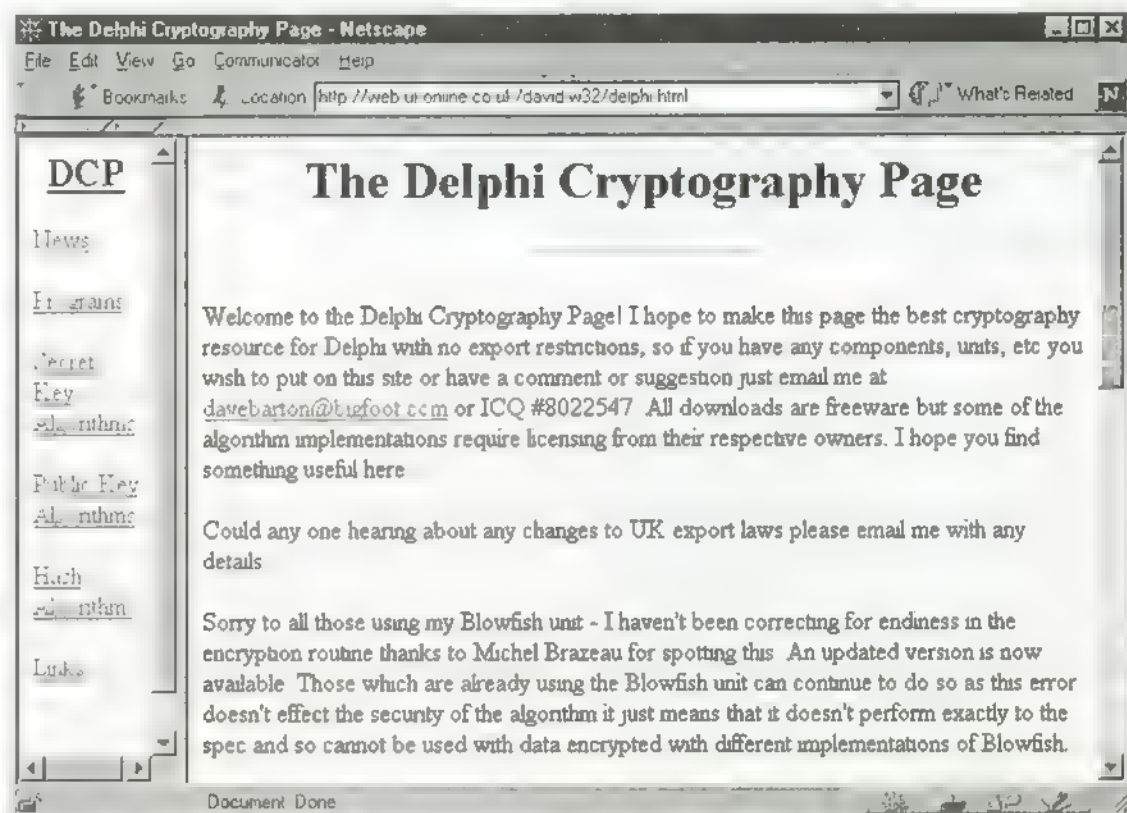 The Delphi Cryptography Page - Netscape
File Edit View Go Communicator Help
Bookmarks Location http //web ukonline co uk /david w32/delphi html What's Related N
DCP
News
Programs
Secret
Key
Algorithms
Public Key
Algorithms
Hash
Algorithm
Links
The Delphi Cryptography Page
Welcome to the Delphi Cryptography Page! I hope to make this page the best cryptography
resource for Delphi with no export restrictions, so if you have any components, units, etc you
wish to put on this site or have a comment or suggestion just email me at
davebarton@bigfoot.com or ICQ #8022547 All downloads are freeware but some of the
algorithm implementations require licensing from their respective owners. I hope you find
something useful here
Could any one hearing about any changes to UK export laws please email me with any
details
Sorry to all those using my Blowfish unit - I haven't been correcting for endiness in the
encryption routine thanks to Michel Brazeau for spotting this An updated version is now
available Those which are already using the Blowfish unit can continue to do so as this error
doesn't effect the security of the algorithm it just means that it doesn't perform exactly to the
spec and so cannot be used with data encrypted with different implementations of Blowfish.
Document Done